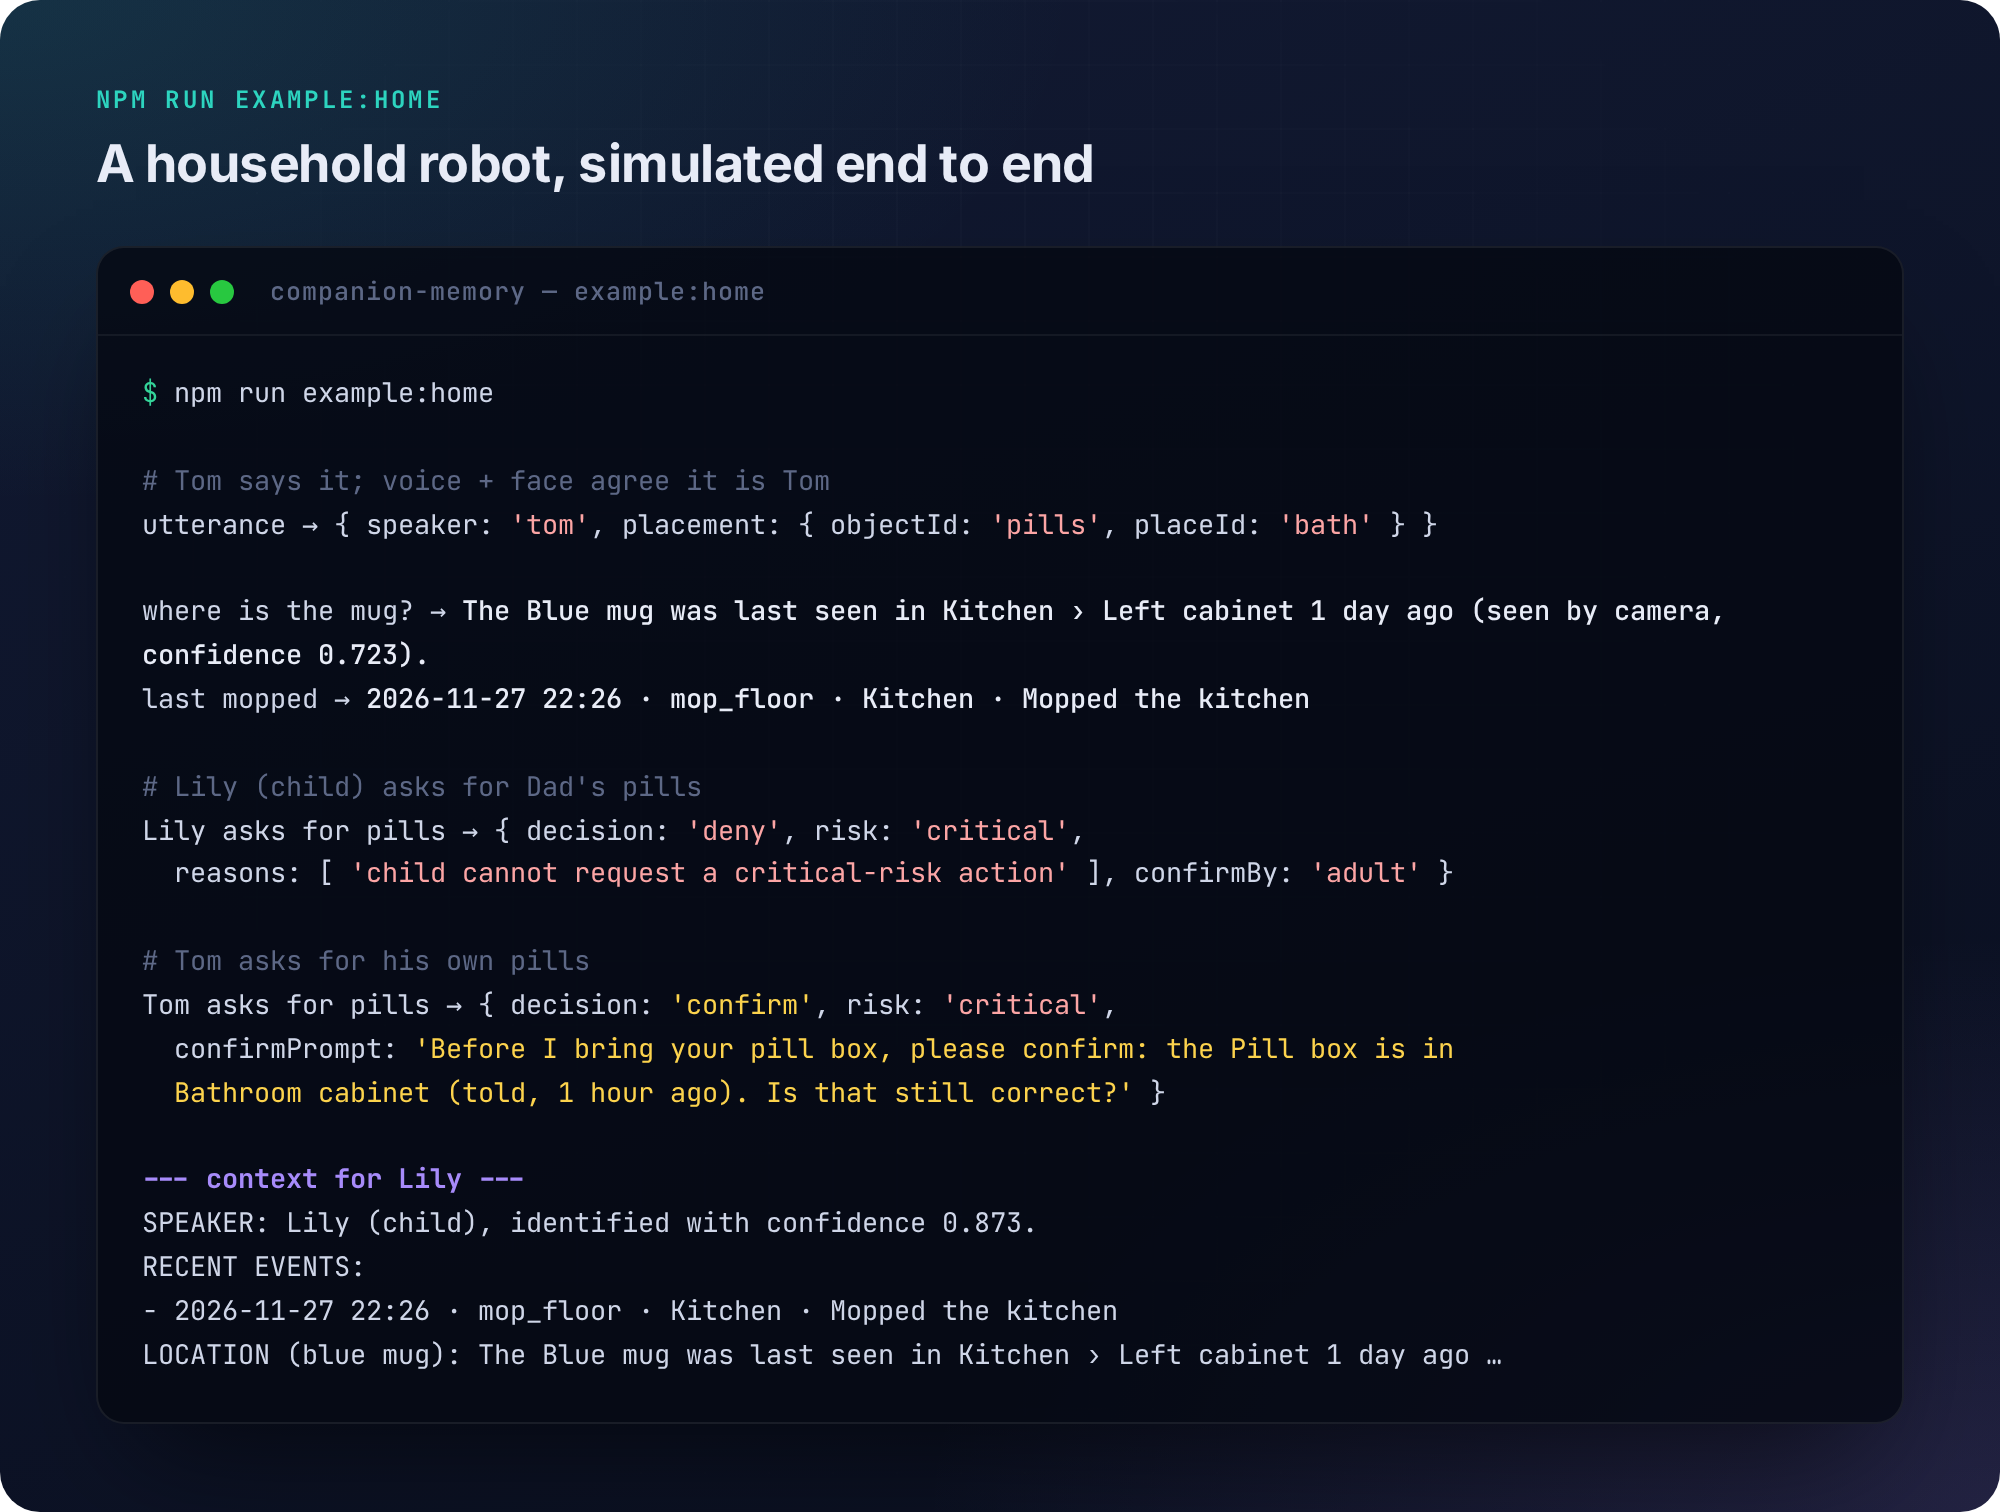 NPM RUN EXAMPLE:HOME
A household robot, simulated end to end
companion-memory — example:home
$ npm run example:home
# Tom says it; voice + face agree it is Tom
utterance → { speaker: 'tom', placement: { objectId: 'pills', placeId: 'bath' } }
where is the mug? → The Blue mug was last seen in Kitchen › Left cabinet 1 day ago (seen by camera,
confidence 0.723).
last mopped → 2026-11-27 22:26 · mop_floor · Kitchen · Mopped the kitchen
# Lily (child) asks for Dad's pills
Lily asks for pills → { decision: 'deny', risk: 'critical',
  reasons: [ 'child cannot request a critical-risk action' ], confirmBy: 'adult' }
# Tom asks for his own pills
Tom asks for pills → { decision: 'confirm', risk: 'critical',
  confirmPrompt: 'Before I bring your pill box, please confirm: the Pill box is in
  Bathroom cabinet (told, 1 hour ago). Is that still correct?' }
--- context for Lily ---
SPEAKER: Lily (child), identified with confidence 0.873.
RECENT EVENTS:
- 2026-11-27 22:26 · mop_floor · Kitchen · Mopped the kitchen
LOCATION (blue mug): The Blue mug was last seen in Kitchen › Left cabinet 1 day ago …